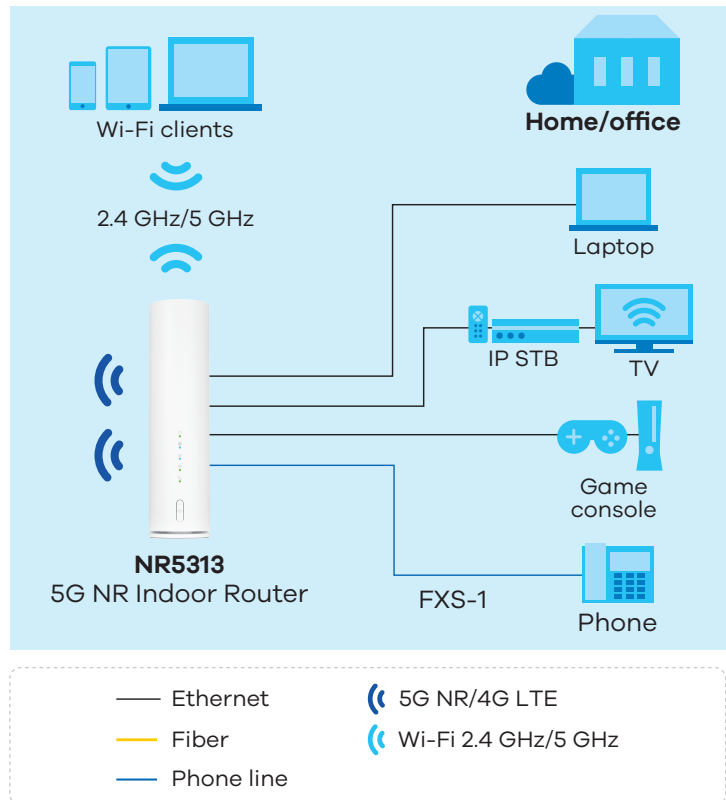 Wi-Fi clients
Home/office
2.4 GHz/5 GHz
Laptop
IP STB
TV
Game
console
NR5313
5G NR Indoor Router
FXS-1
Phone
Ethernet
5G NR/4G LTE
Fiber
Wi-Fi 2.4 GHz/5 GHz
Phone line